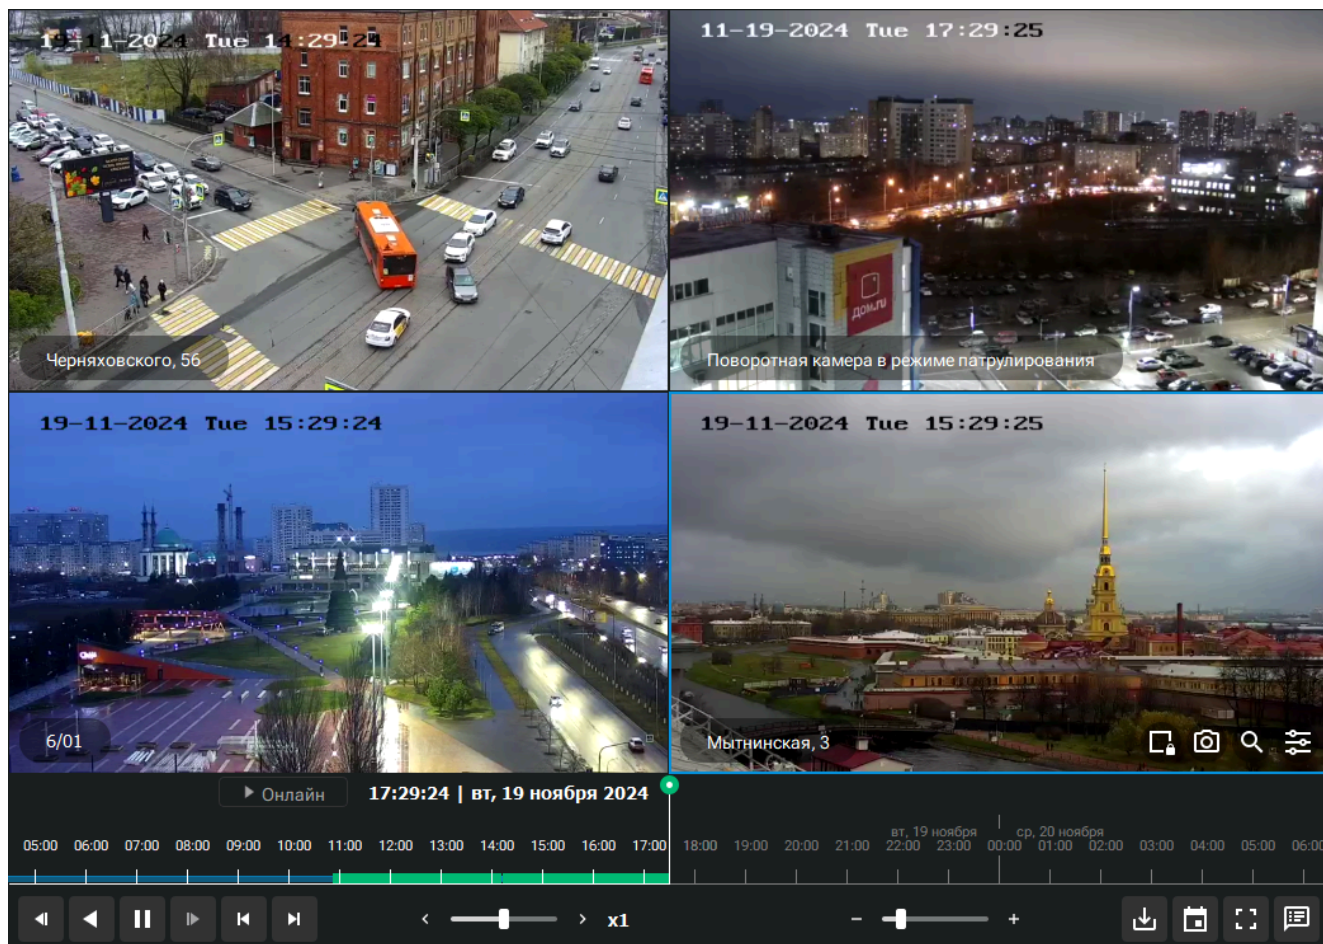 19-11-2024 Tue 14:29:24
Черняховского, 56
11-19-2024 Tue 17:29:25
дом.ru
Поворотная камера в режиме патрулирования
19-11-2024 Tue 15:29:24
6/01
19-11-2024 Tue 15:29:25
Мытнинская, 3
Онлайн
17:29:24 | вт, 19 ноября 2024
вт, 19 ноября
ср, 20 ноября
05:00 06:00 07:00 08:00 09:00 10:00 11:00 12:00 13:00 14:00 15:00 16:00 17:00 18:00 19:00 20:00 21:00 22:00 23:00 00:00 01:00 02:00 03:00 04:00 05:00 06:00
x1